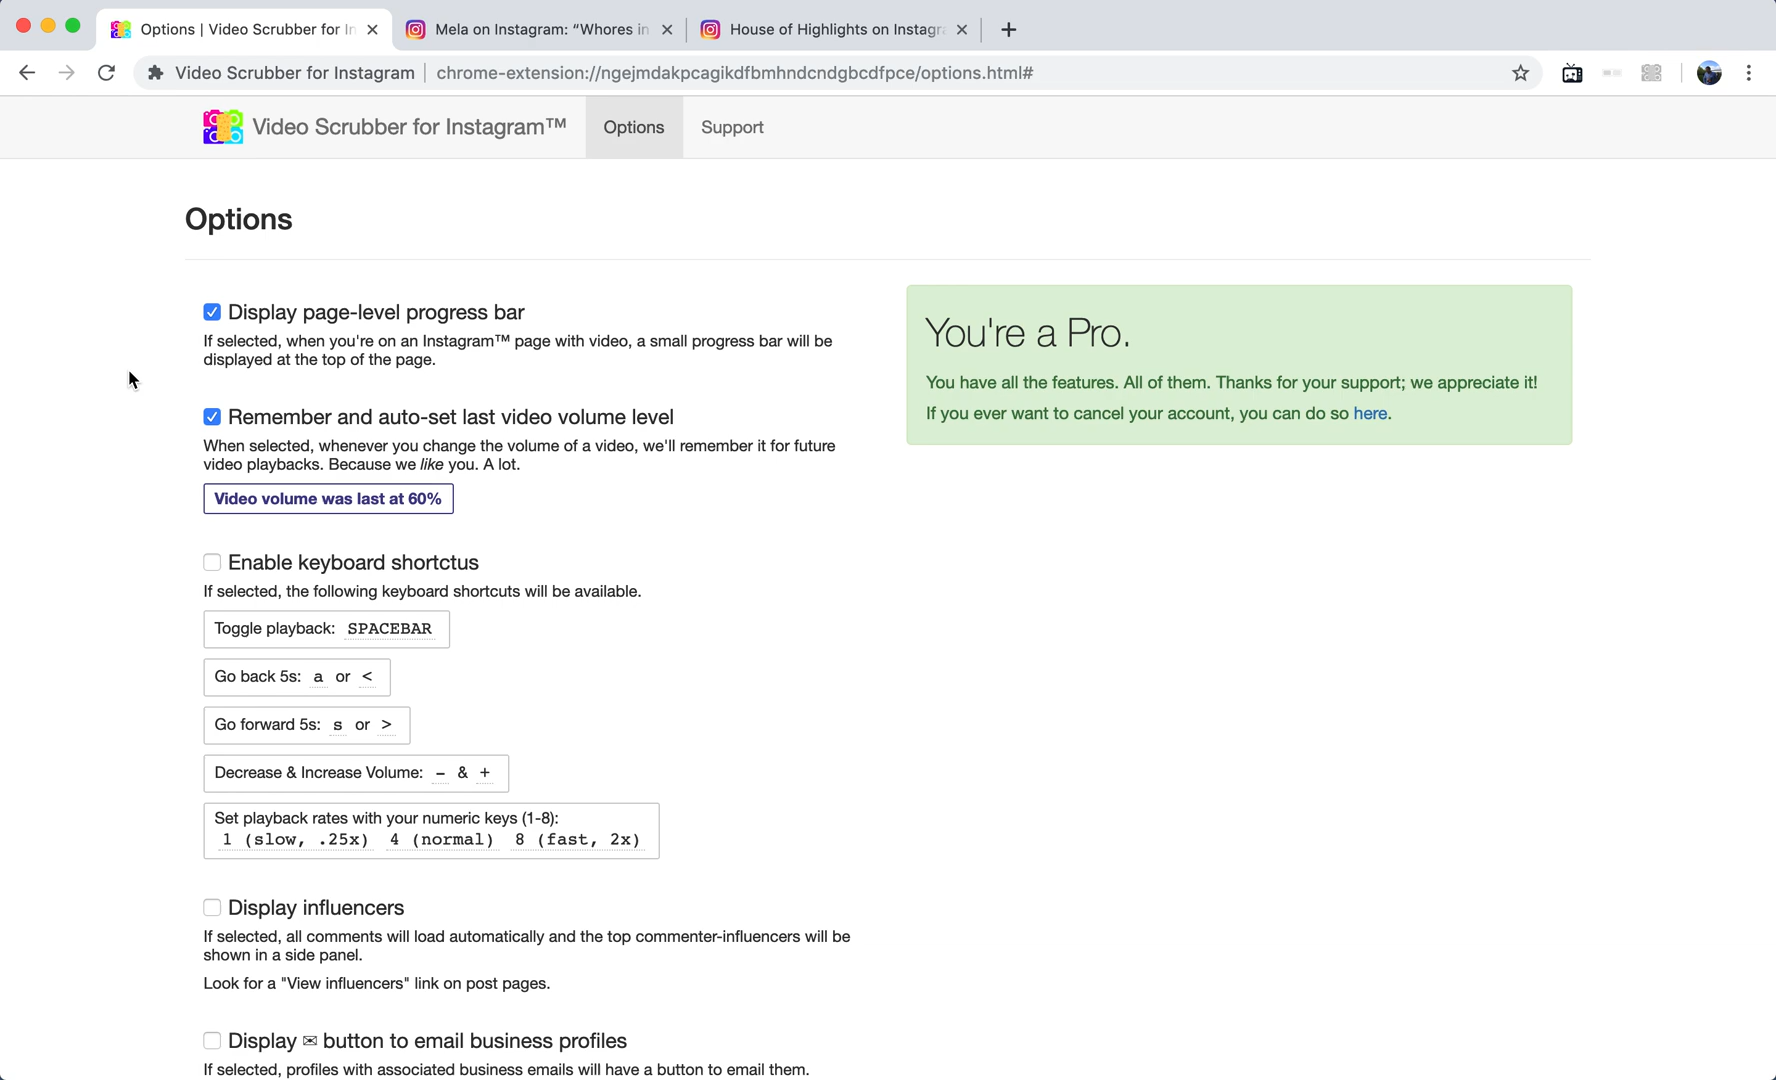 Options | Video Scrubber for In
Mela on Instagram: “Whores in
House of Highlights on Instagra
Video Scrubber for Instagram
chrome-extension://ngejmdakpcagikdfbmhndcndgbcdfpce/options.html#
Video Scrubber for Instagram™
Options
Support
Options
Display page-level progress bar
If selected, when you're on an Instagram™ page with video, a small progress bar will be
displayed at the top of the page.
Remember and auto-set last video volume level
When selected, whenever you change the volume of a video, we'll remember it for future
video playbacks. Because we like you. A lot.
Video volume was last at 60%
Enable keyboard shortctus
If selected, the following keyboard shortcuts will be available.
Toggle playback: SPACEBAR
Go back 5s: a or <
Go forward 5s: s or >
Decrease & Increase Volume: - & +
Set playback rates with your numeric keys (1-8):
1 (slow, .25x) 4 (normal) 8 (fast, 2x)
Display influencers
If selected, all comments will load automatically and the top commenter-influencers will be
shown in a side panel.
Look for a "View influencers" link on post pages.
Display ✉ button to email business profiles
If selected, profiles with associated business emails will have a button to email them.
You're a Pro.
You have all the features. All of them. Thanks for your support; we appreciate it!
If you ever want to cancel your account, you can do so here.